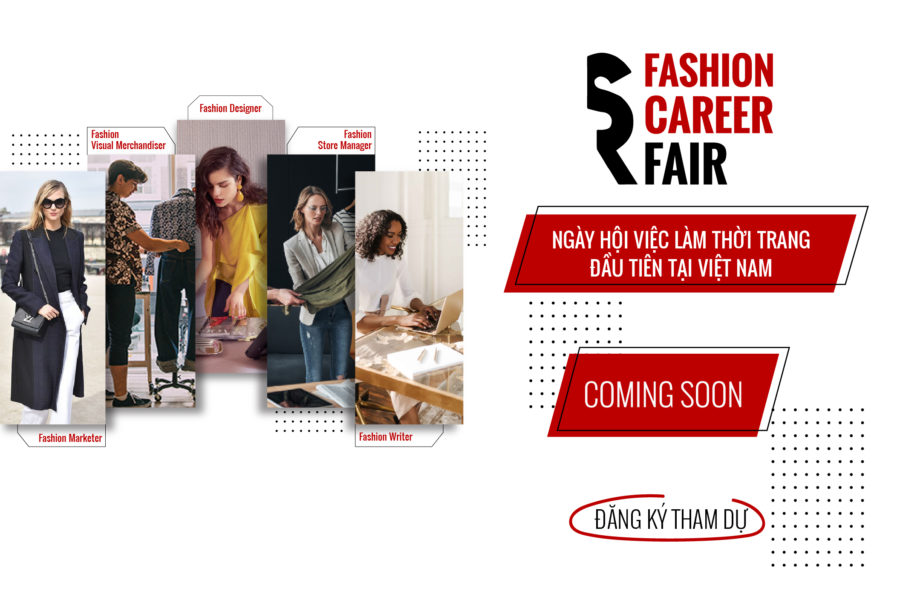 Fashion Designer
Fashion
Visual Merchandiser
Fashion
Store Manager
Fashion Marketer
Fashion Writer
FASHION
CAREER
FAIR
NGÀY HỘI VIỆC LÀM THỜI TRANG
ĐẦU TIÊN TẠI VIỆT NAM
COMING SOON
ĐĂNG KÝ THAM DỰ